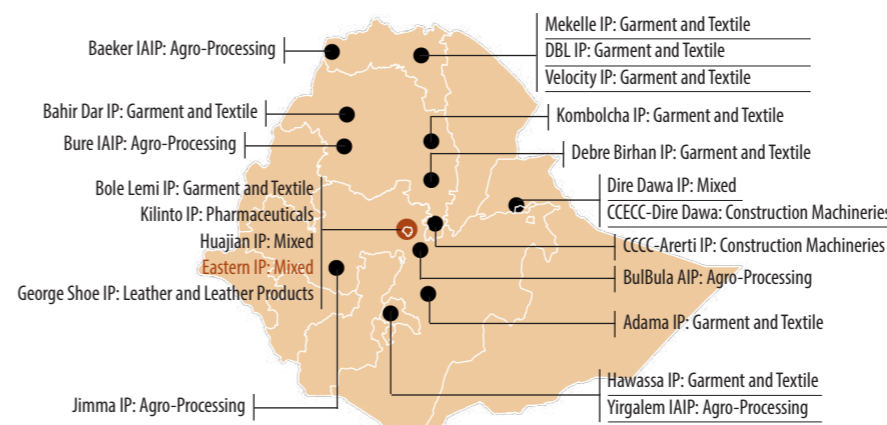 Baeker IAIP: Agro-Processing
Bahir Dar IP: Garment and Textile
Bure IAIP: Agro-Processing
Bole Lemi IP: Garment and Textile
Kilinto IP: Pharmaceuticals
Huajian IP: Mixed
Eastern IP: Mixed
George Shoe IP: Leather and Leather Products
Jimma IP: Agro-Processing
Mekelle IP: Garment and Textile
DBL IP: Garment and Textile
Velocity IP: Garment and Textile
Kombolcha IP: Garment and Textile
Debre Birhan IP: Garment and Textile
Dire Dawa IP: Mixed
CCECC-Dire Dawa: Construction Machineries
CCCC-Arerti IP: Construction Machineries
BulBula AIP: Agro-Processing
Adama IP: Garment and Textile
Hawassa IP: Garment and Textile
Yirgalem IAIP: Agro-Processing